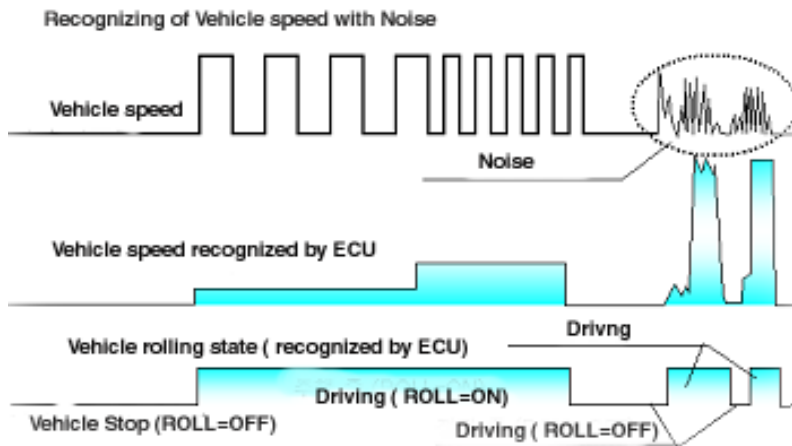 Recognizing of Vehicle speed with Noise
Vehicle speed
Noise
Vehicle speed recognized by ECU
Drivng
Vehicle rolling state ( recognized by ECU)
Driving ( ROLL=ON)
Vehicle Stop (ROLL=OFF)
Driving ( ROLL=OFF)